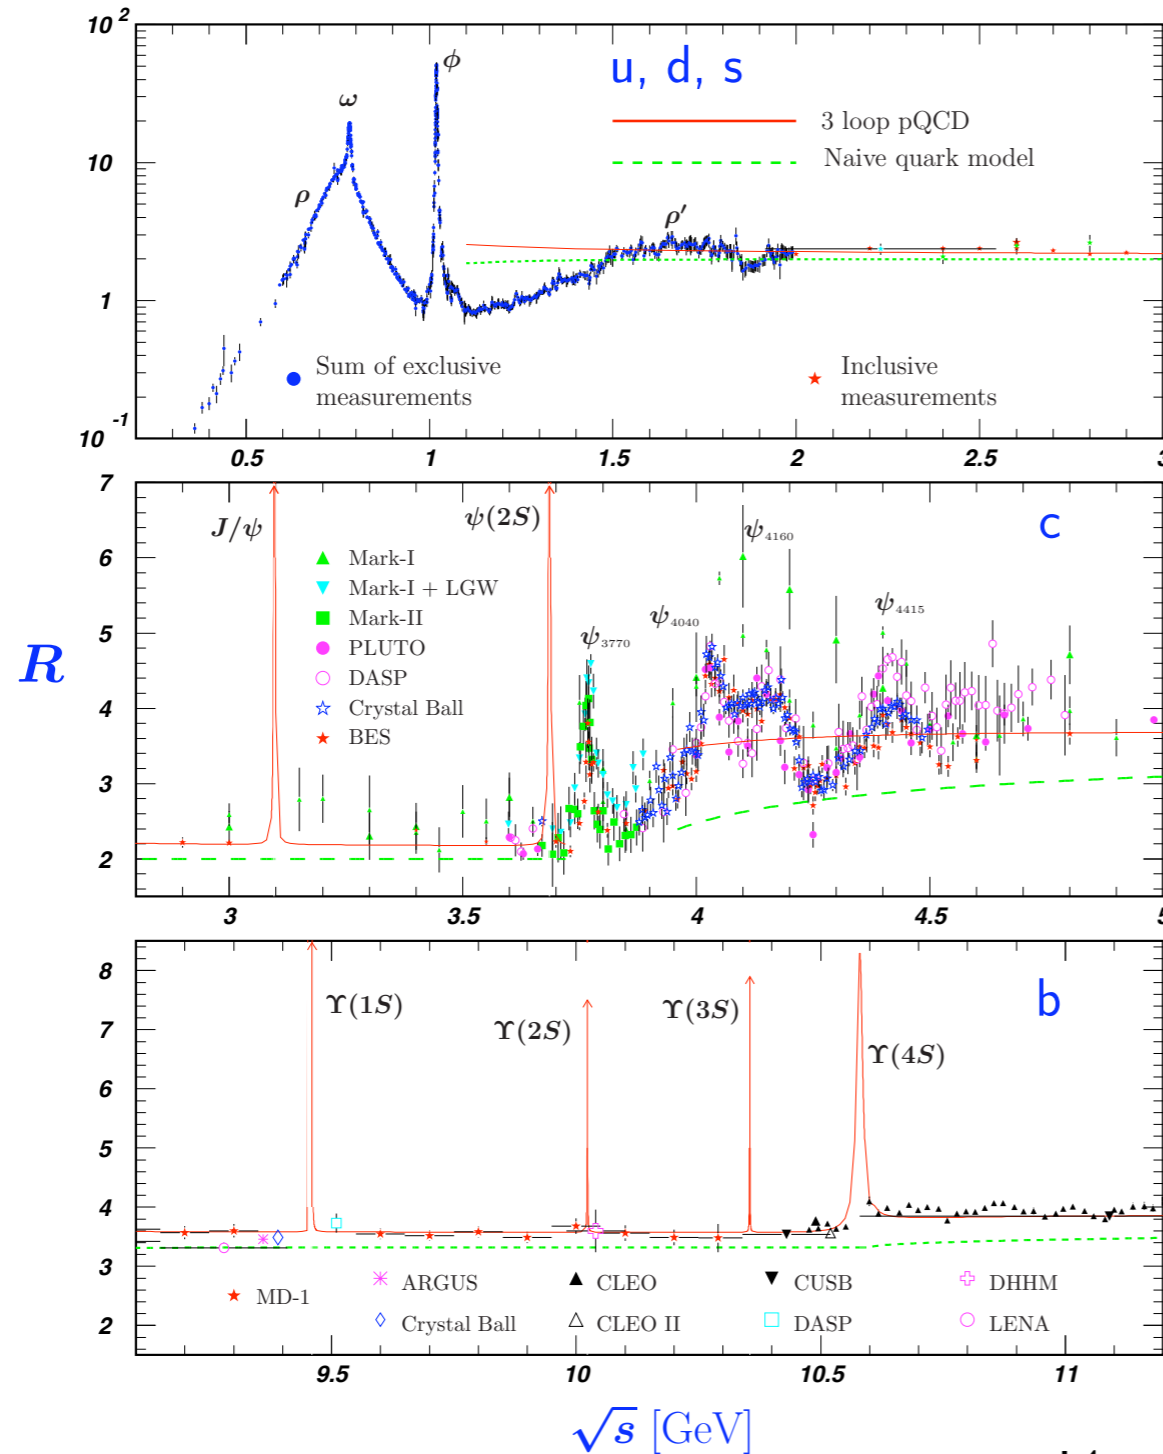 10 2
ϕ
u, d, s
ω
3 loop pQCD
Naive quark model
10
ρ
ρ′
1
Sum of exclusive
measurements
Inclusive
measurements
10 -1
0.5 1 1.5 2 2.5 3
7
J/ψ
ψ(2S)
ψ4160
c
6
Mark-I
Mark-I + LGW
Mark-II
PLUTO
DASP
Crystal Ball
BES
ψ4040
ψ3770
ψ4415
5
R
4
3
2
3 3.5 4 4.5 5
8
Υ(1S)
Υ(2S)
Υ(3S)
Υ(4S)
b
7
6
5
4
3
ARGUS CLEO CUSB DHHM
MD-1
Crystal Ball CLEO II DASP LENA
2
9.5 10 10.5 11
√s [GeV]